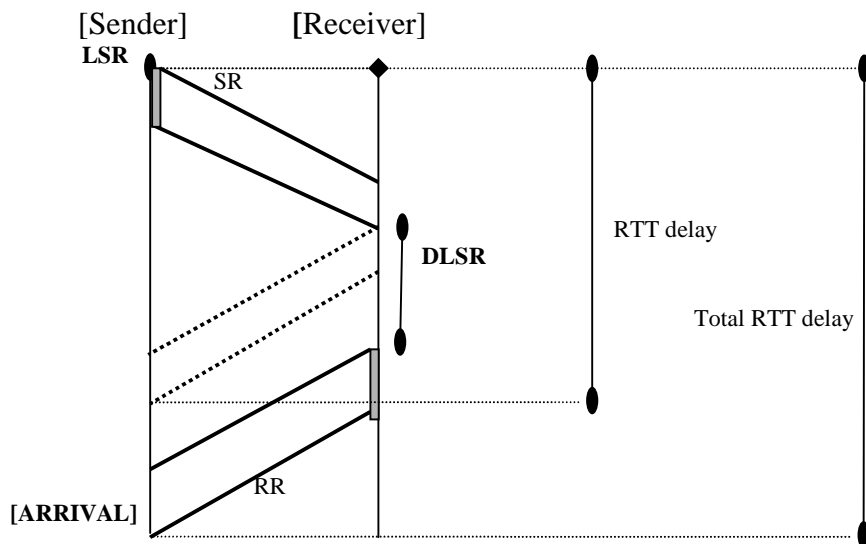 [Sender] [Receiver]
LSR
SR
RTT delay
DLSR
Total RTT delay
RR
[ARRIVAL]